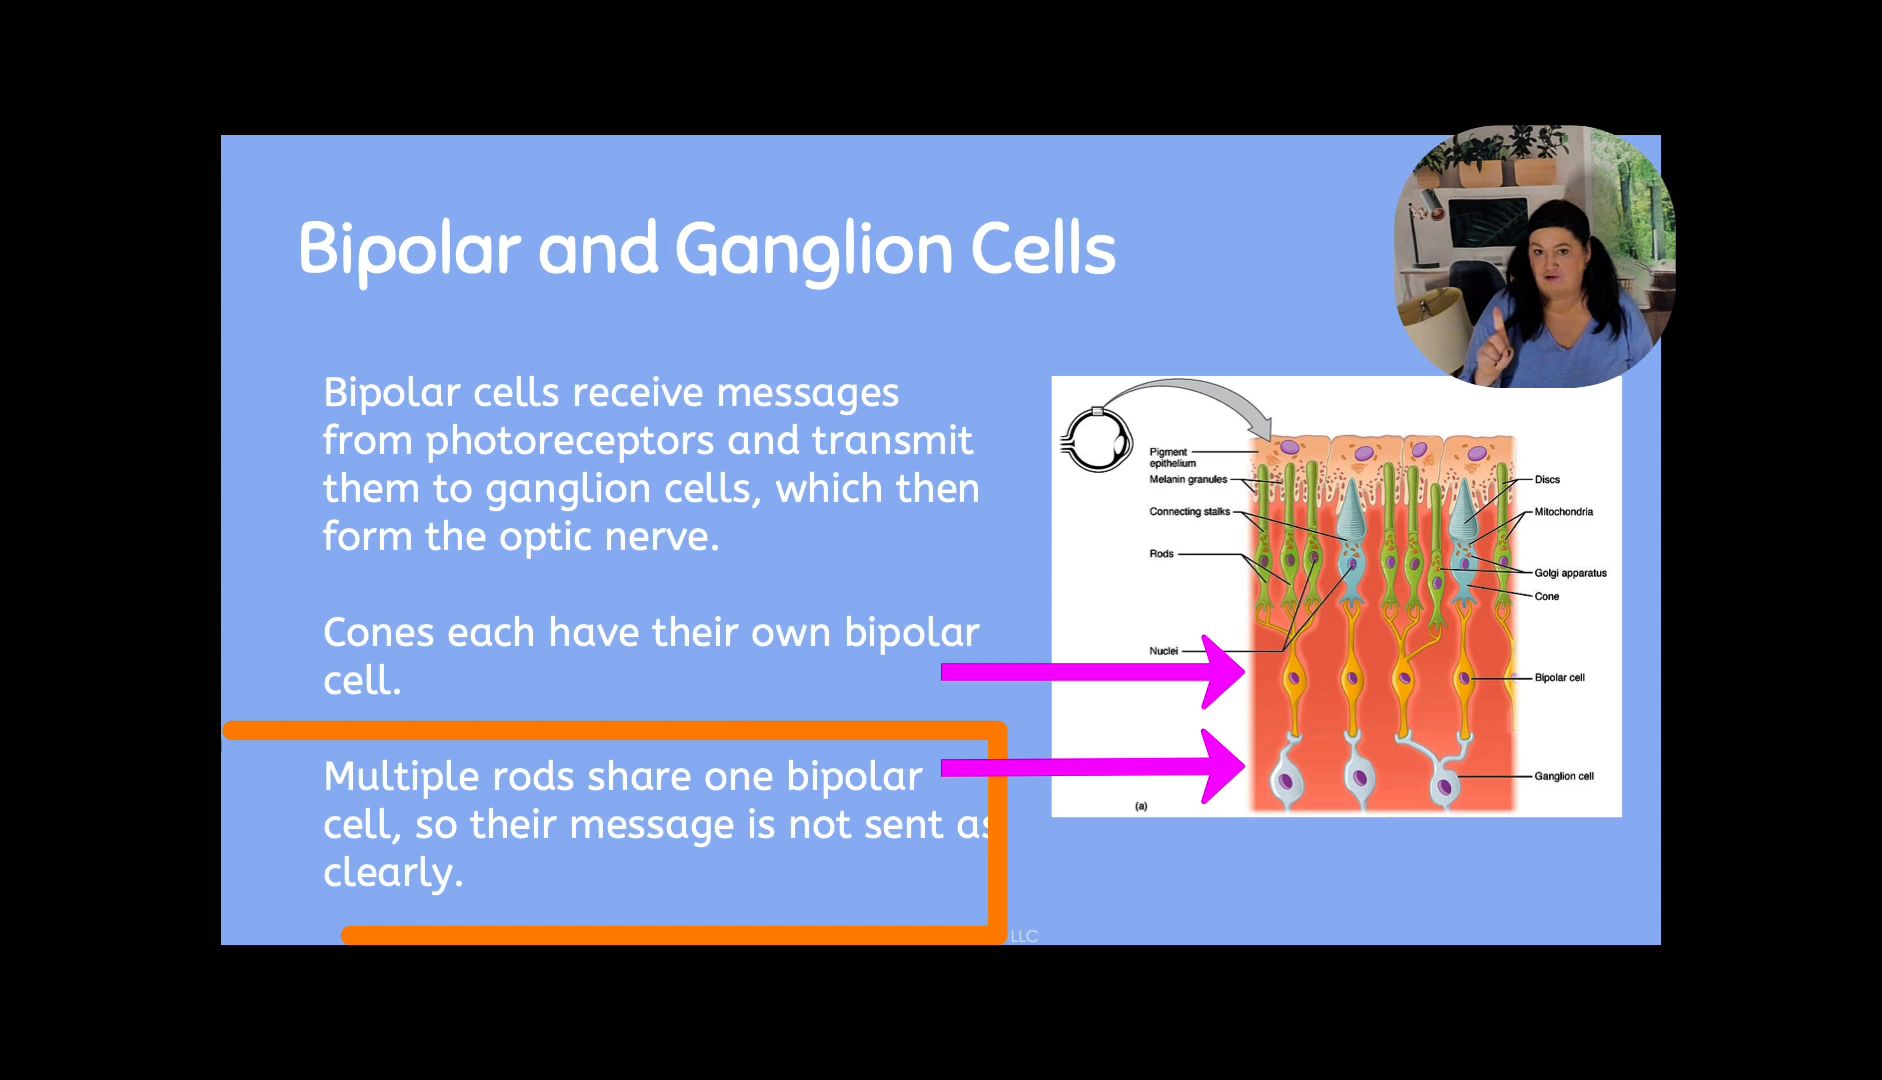 Bipolar and Ganglion Cells
Bipolar cells receive messages
from photoreceptors and transmit
them to ganglion cells, which then
form the optic nerve.
Cones each have their own bipolar
cell.
Multiple rods share one bipolar
cell, so their message is not sent as
clearly.
Pigment
epithelium
Melanin granules
Connecting stalks
Rods
Nuclei
(a)
Discs
Mitochondria
Golgi apparatus
Cone
Bipolar cell
Ganglion cell
LLC